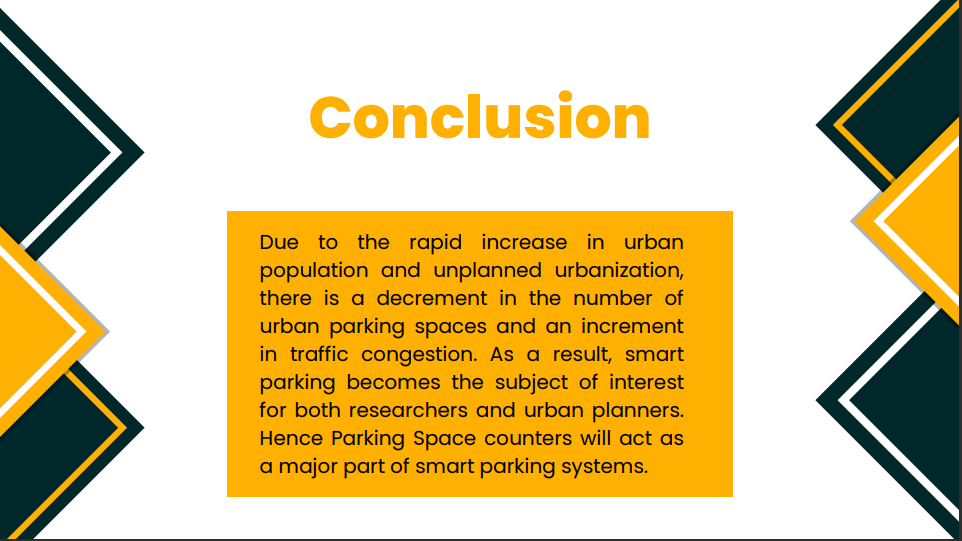 Conclusion
Due to the rapid increase in urban
population and unplanned urbanization,
there is a decrement in the number of
urban parking spaces and an increment
in traffic congestion. As a result, smart
parking becomes the subject of interest
for both researchers and urban planners.
Hence Parking Space counters will act as
a major part of smart parking systems.